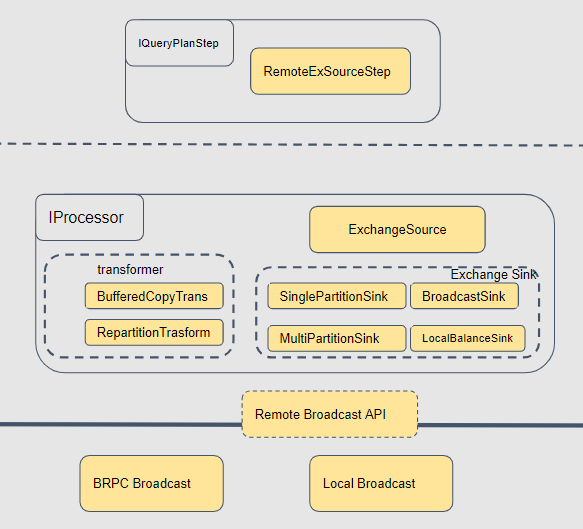 IQueryPlanStep
RemoteExSourceStep
IProcessor
ExchangeSource
transformer
Exchange Sink
BufferedCopyTrans
SinglePartitionSink
BroadcastSink
RepartitionTrasform
MultiPartitionSink
LocalBalanceSink
Remote Broadcast API
BRPC Broadcast
Local Broadcast